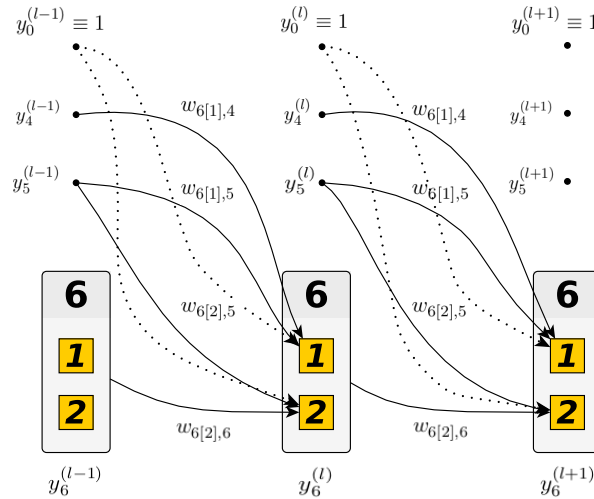 y_0^{(l-1)} ≡ 1 y_0^{(l)} ≡ 1 y_0^{(l+1)} ≡ 1
y_4^{(l-1)} w_{6[1],4} y_4^{(l)} w_{6[1],4} y_4^{(l+1)}
y_5^{(l-1)} w_{6[1],5} y_5^{(l)} w_{6[1],5} y_5^{(l+1)}
6 6 6
w_{6[2],5} w_{6[2],5}
1 1 1
2 2 2
w_{6[2],6} w_{6[2],6}
y_6^{(l-1)} y_6^{(l)} y_6^{(l+1)}